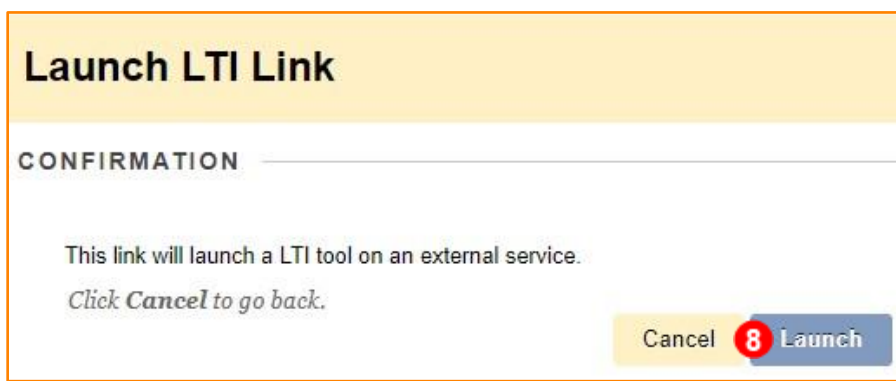 Launch LTI Link
CONFIRMATION
This link will launch a LTI tool on an external service.
Click Cancel to go back.
Cancel 8 Launch